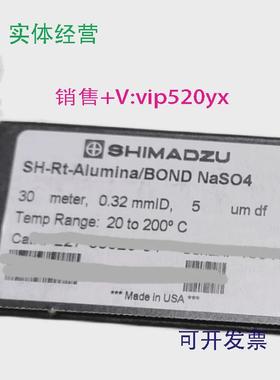 实体经营
销售+V:vip520yx
SHIMADZU
SH-Rt-Alumina/BOND NaSO4
30 meter, 0.32 mmID, 5 um df
Temp Range: 20 to 200° C
*** Made in USA ***
可开发票